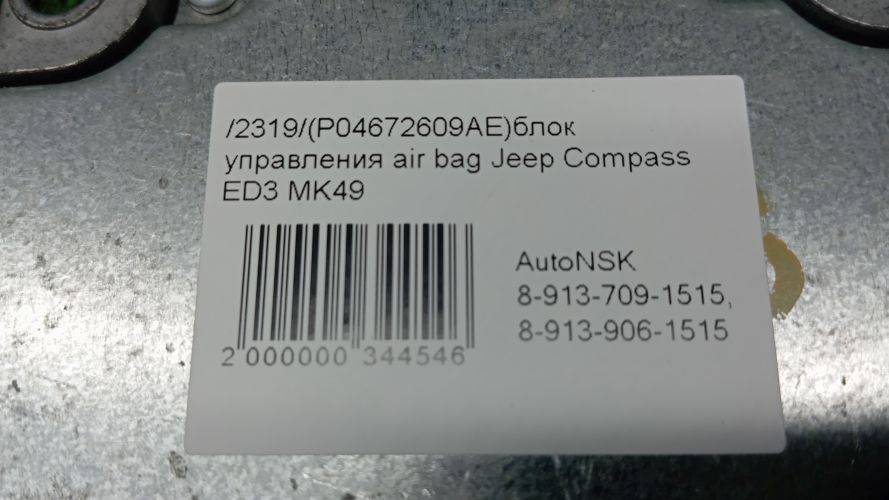 /2319/(P04672609AE)блок
управления air bag Jeep Compass
ED3 MK49
AutoNSK
8-913-709-1515,
8-913-906-1515
2 000000 344546